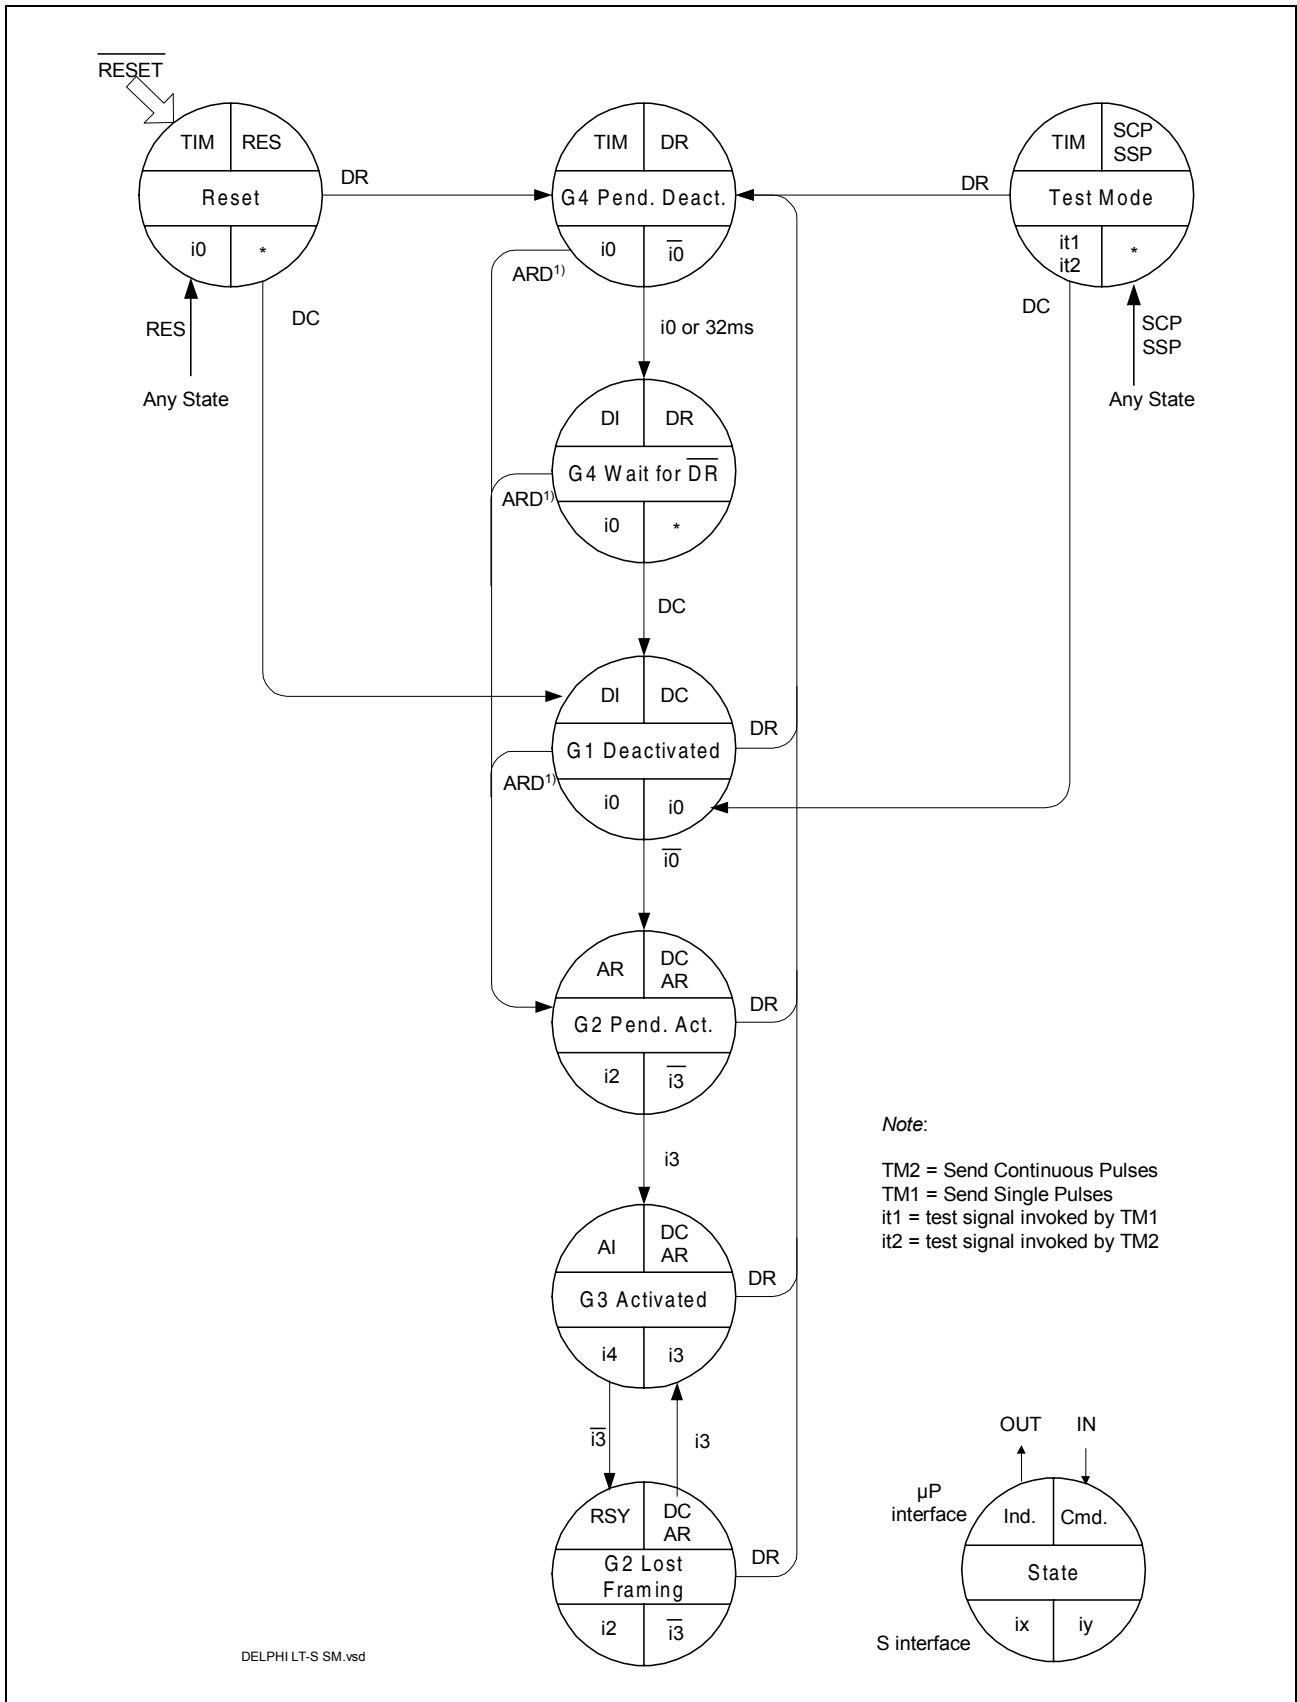 RESET
TIM
RES
Reset
i0
*
DR
DC
RES
Any State
TIM
DR
G4 Pend. Deact.
i0
i0
ARD1)
i0 or 32ms
TIM
SCP
SSP
Test Mode
it1
it2
*
DR
DC
SCP
SSP
Any State
DI
DR
G4 Wait for DR
i0
*
ARD1)
DC
DI
DC
G1 Deactivated
i0
i0
ARD1)
DR
i0
AR
DC
AR
G2 Pend. Act.
i2
i3
DR
i3
Note:
TM2 = Send Continuous Pulses
TM1 = Send Single Pulses
it1 = test signal invoked by TM1
it2 = test signal invoked by TM2
AI
DC
AR
G3 Activated
i4
i3
DR
i3
i3
RSY
DC
AR
G2 Lost
Framing
i2
i3
DR
OUT
IN
µP
interface
Ind.
Cmd.
State
ix
iy
S interface
DELPHI LT-S SM.vsd